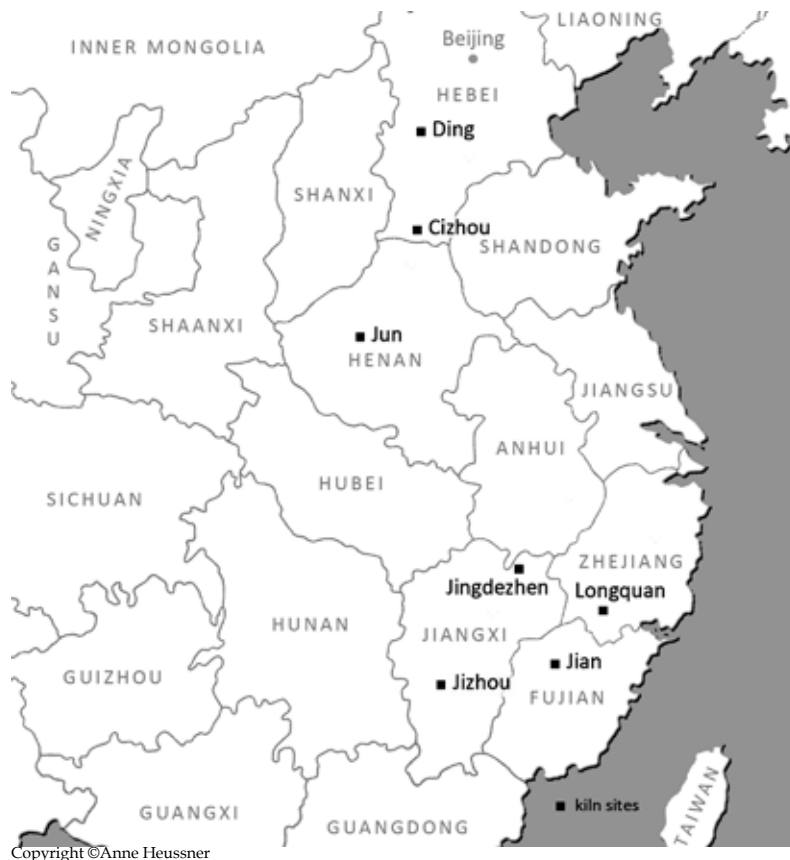 LIAONING
Beijing
INNER MONGOLIA
HEBEI
Ding
NINGXIA
SHANXI
Cizhou
SHANDONG
GANSU
SHAANXI
Jun
HENAN
JIANGSU
ANHUI
HUBEI
SICHUAN
ZHEJIANG
Jingdezhen
Longquan
HUNAN
JIANGXI
Jian
GUIZHOU
Jizhou
FUJIAN
TAIWAN
kiln sites
GUANGXI
GUANGDONG
Copyright ©Anne Heussner